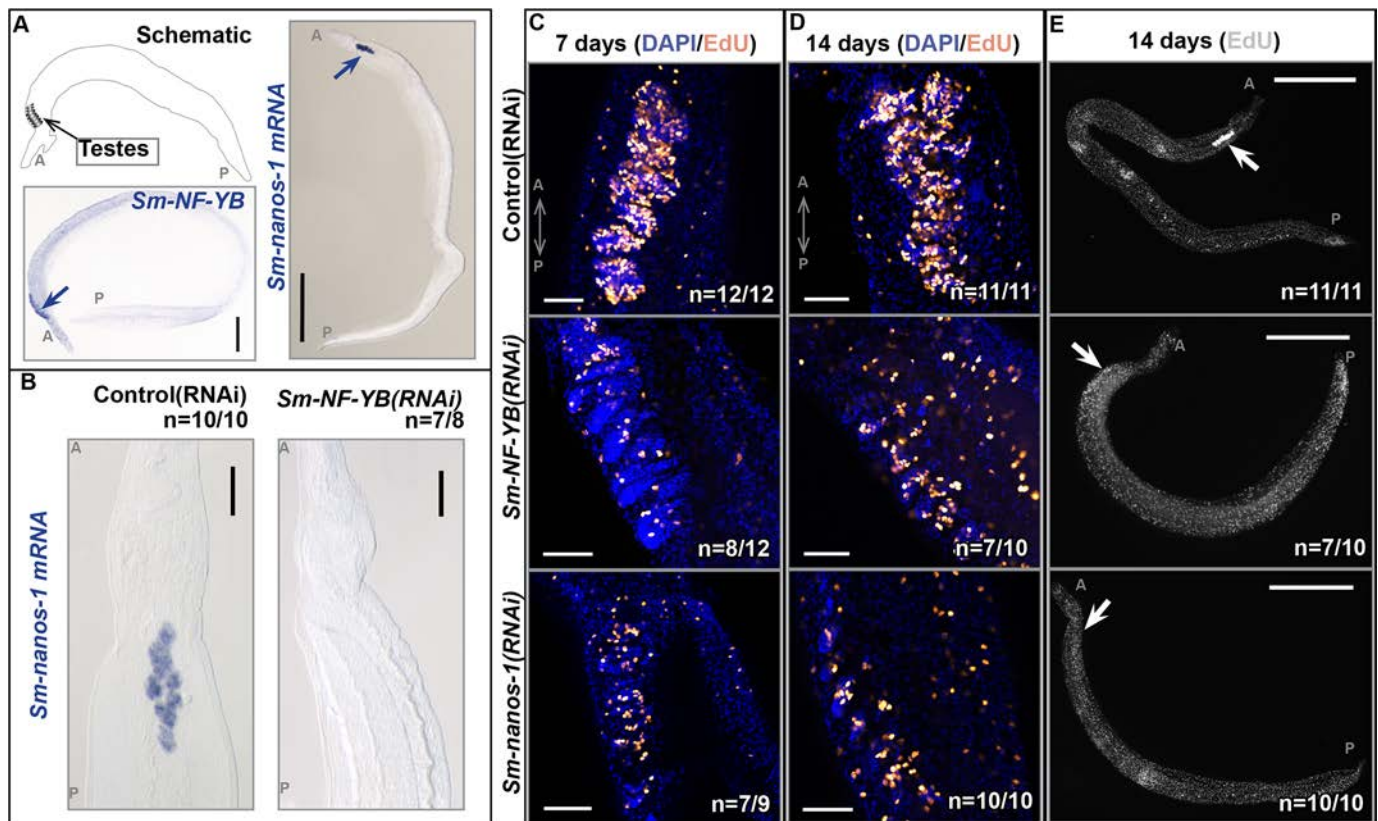 A
Schematic
Testes
A
P
Sm-NF-YB
P
A
Sm-nanos-1 mRNA
A
P
B
Control(RNAi)
n=10/10
Sm-NF-YB(RNAi)
n=7/8
Sm-nanos-1 mRNA
A
P
A
P
C
7 days (DAPI/EdU)
D
14 days (DAPI/EdU)
E
14 days (EdU)
Control(RNAi)
A
P
n=12/12
A
P
n=11/11
A
P
n=11/11
Sm-NF-YB(RNAi)
n=8/12
n=7/10
A
P
n=7/10
Sm-nanos-1(RNAi)
n=7/9
n=10/10
A
P
n=10/10